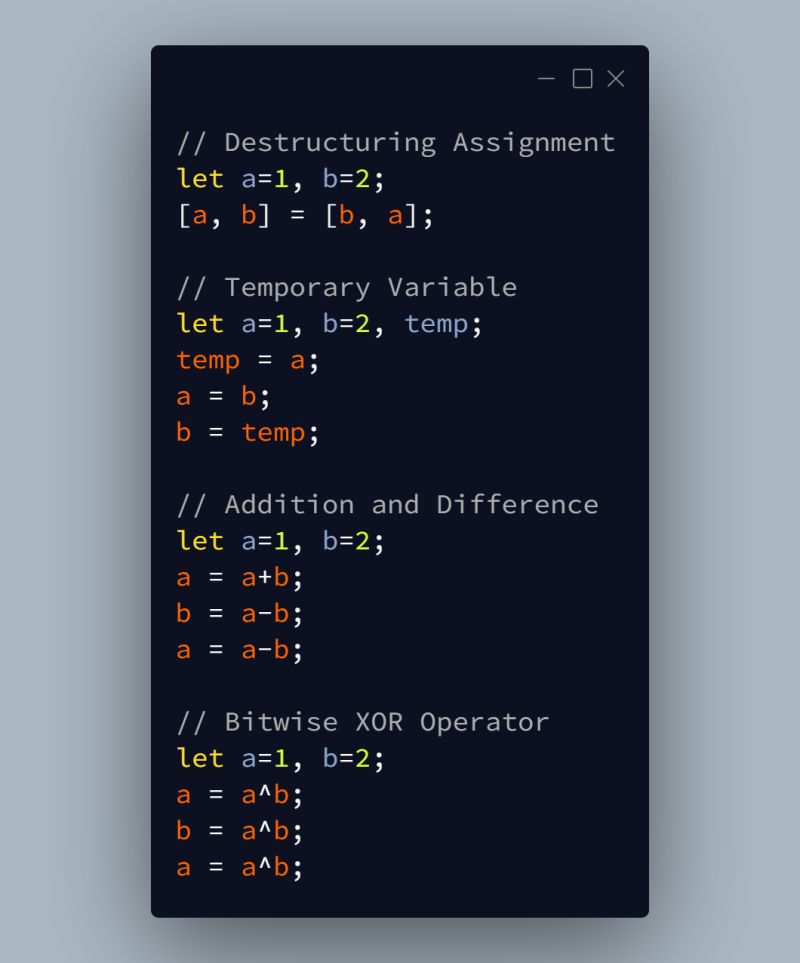 // Destructuring Assignment
let a=1, b=2;
[a, b] = [b, a];
// Temporary Variable
let a=1, b=2, temp;
temp = a;
a = b;
b = temp;
// Addition and Difference
let a=1, b=2;
a = a+b;
b = a-b;
a = a-b;
// Bitwise XOR Operator
let a=1, b=2;
a = a^b;
b = a^b;
a = a^b;